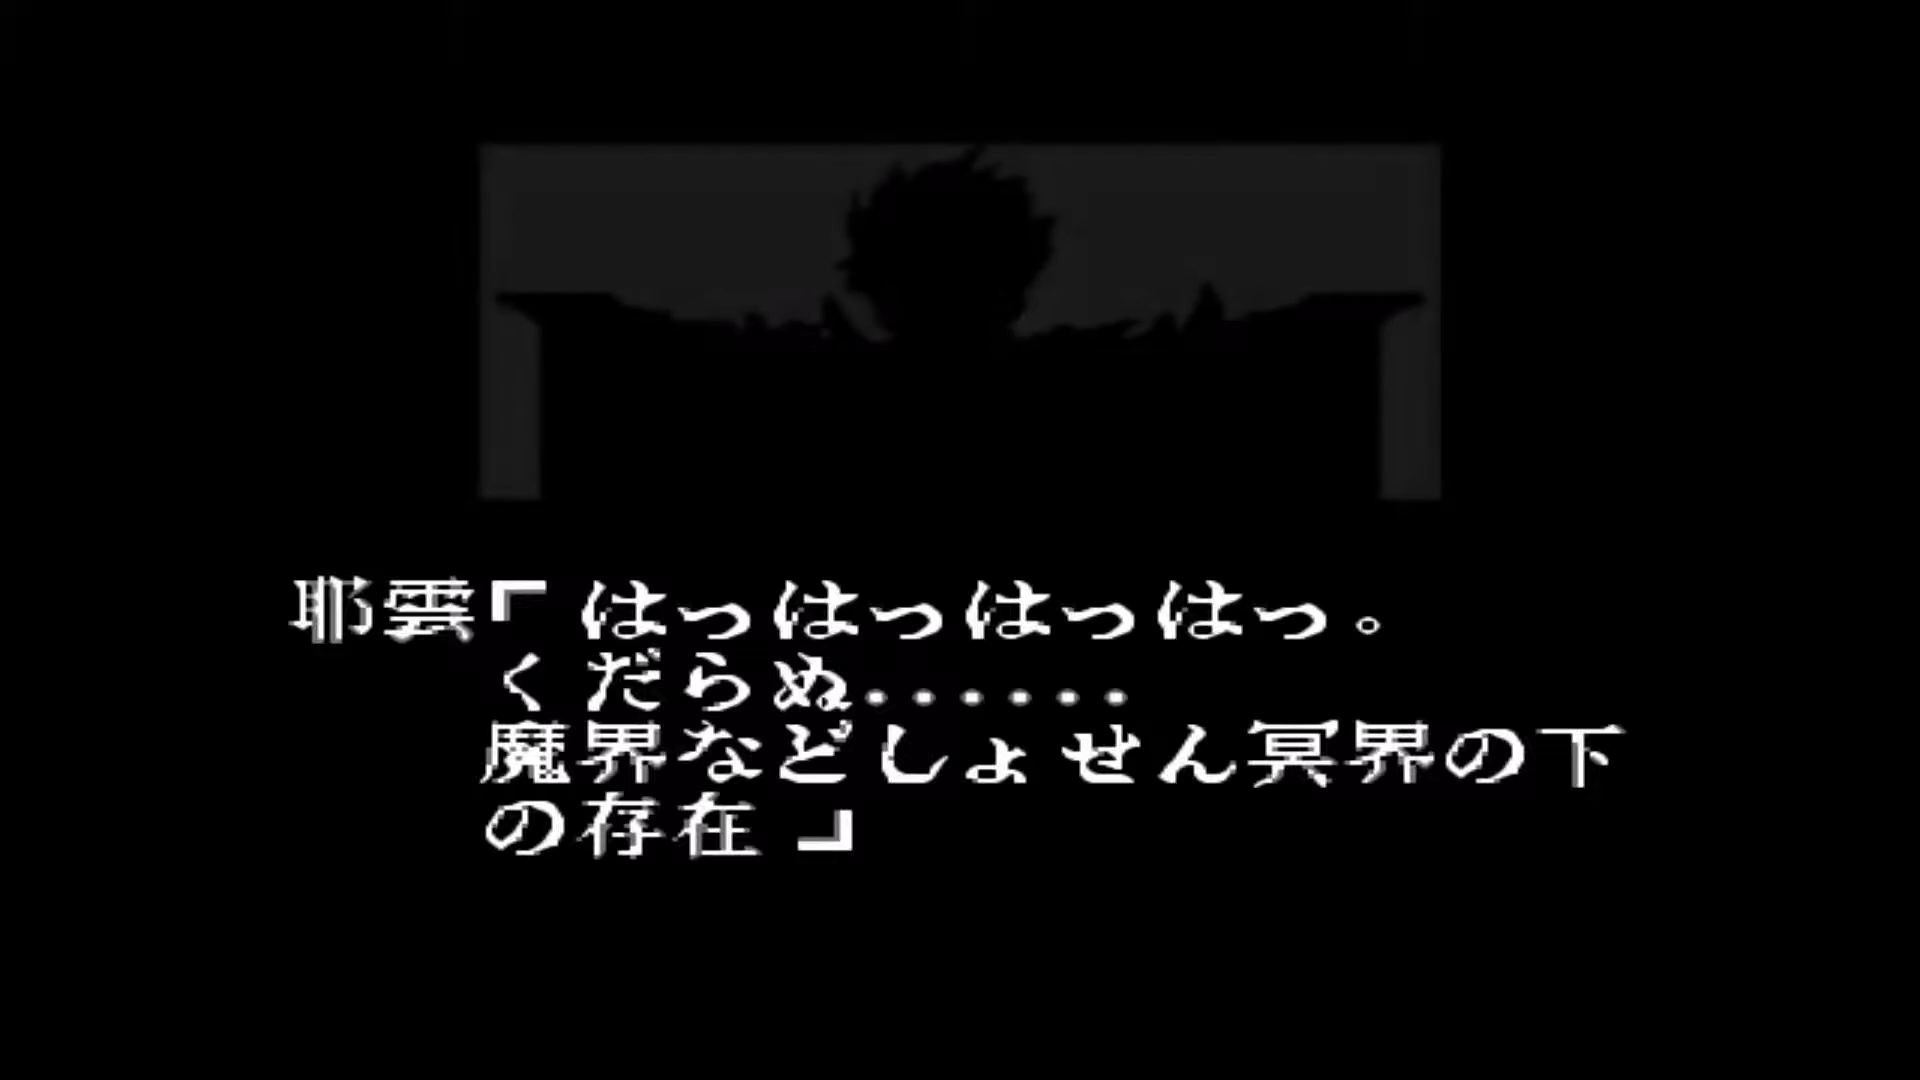 耶雲「はっはっはっはっ。
くだらぬ・・・・・・
魔界などしょせん冥界の下
の存在」